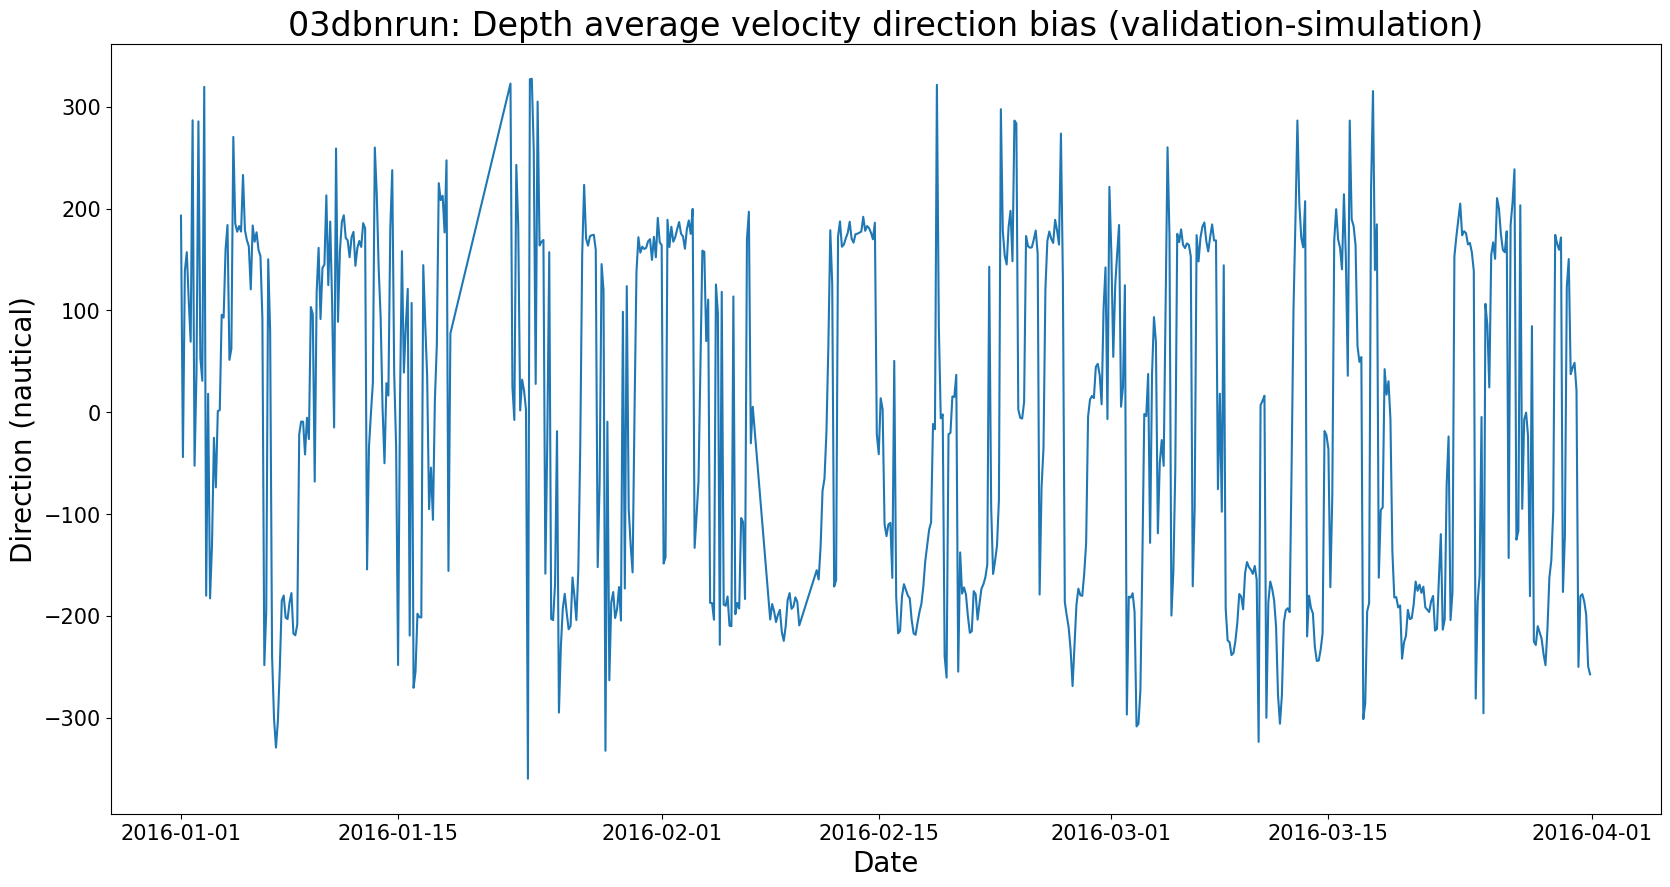 03dbnrun: Depth average velocity direction bias (validation-simulation)
Direction (nautical)
300
200
100
0
−100
−200
−300
2016-01-01 2016-01-15 2016-02-01 2016-02-15 2016-03-01 2016-03-15 2016-04-01
Date